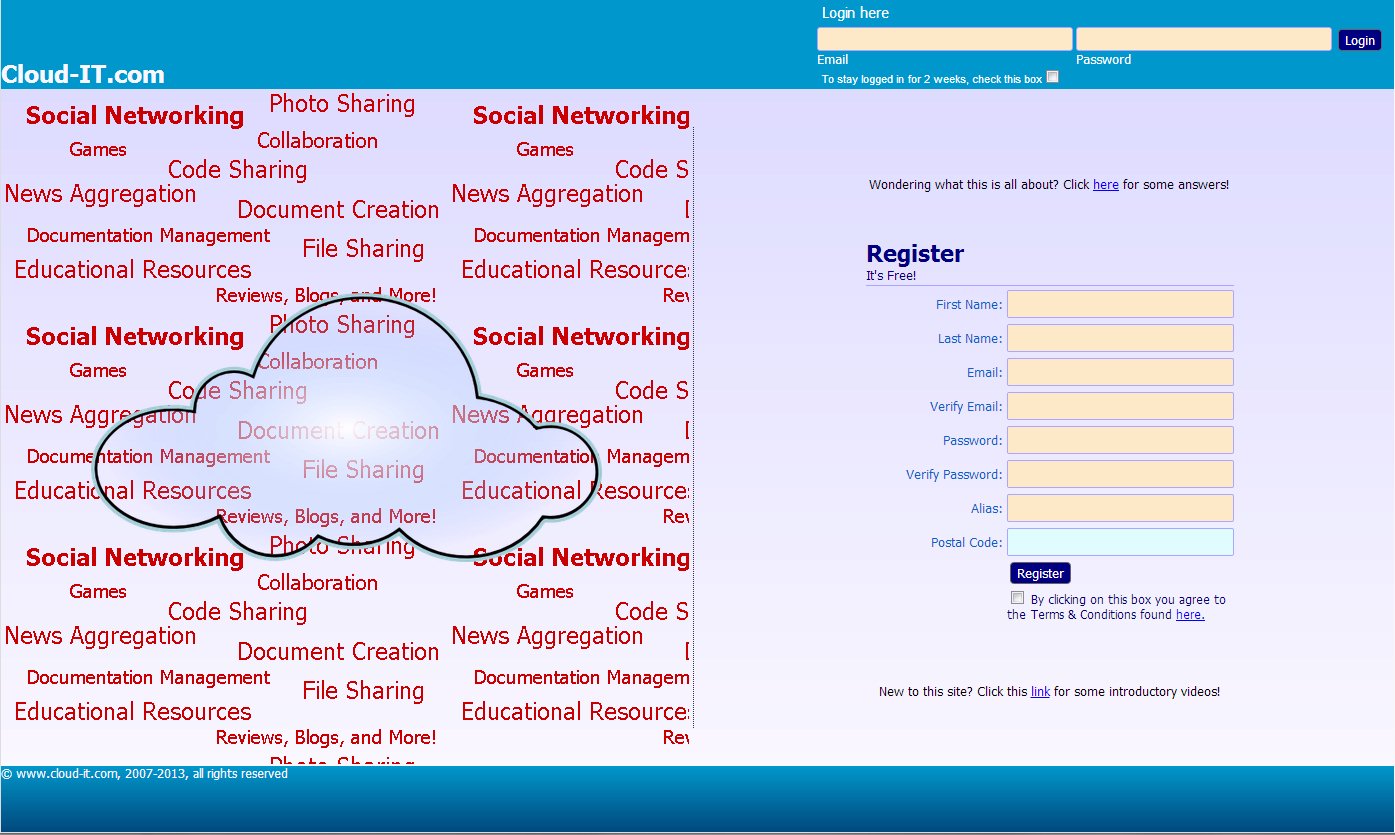 Login here
Email
Password
Login
To stay logged in for 2 weeks, check this box
Cloud-IT.com
Photo Sharing
Social Networking
Social Networking
Collaboration
Games
Games
Code Sharing
Code S
News Aggregation
News Aggregation
Document Creation
Documentation Management
Documentation Managem
File Sharing
Educational Resources
Educational Resources
Reviews, Blogs, and More!
Rev
Photo Sharing
Social Networking
Social Networking
Collaboration
Games
Games
Code Sharing
Code S
News Aggregation
News Aggregation
Document Creation
Documentation Management
Documentation Managem
File Sharing
Educational Resources
Educational Resources
Reviews, Blogs, and More!
Rev
Photo Sharing
Social Networking
Social Networking
Collaboration
Games
Games
Code Sharing
Code S
News Aggregation
News Aggregation
Document Creation
Documentation Management
Documentation Managem
File Sharing
Educational Resources
Educational Resources
Reviews, Blogs, and More!
Rev
Photo Sharing
Wondering what this is all about? Click here for some answers!
Register
It's Free!
First Name:
Last Name:
Email:
Verify Email:
Password:
Verify Password:
Alias:
Postal Code:
Register
By clicking on this box you agree to
the Terms & Conditions found here.
New to this site? Click this link for some introductory videos!
© www.cloud-it.com, 2007-2013, all rights reserved